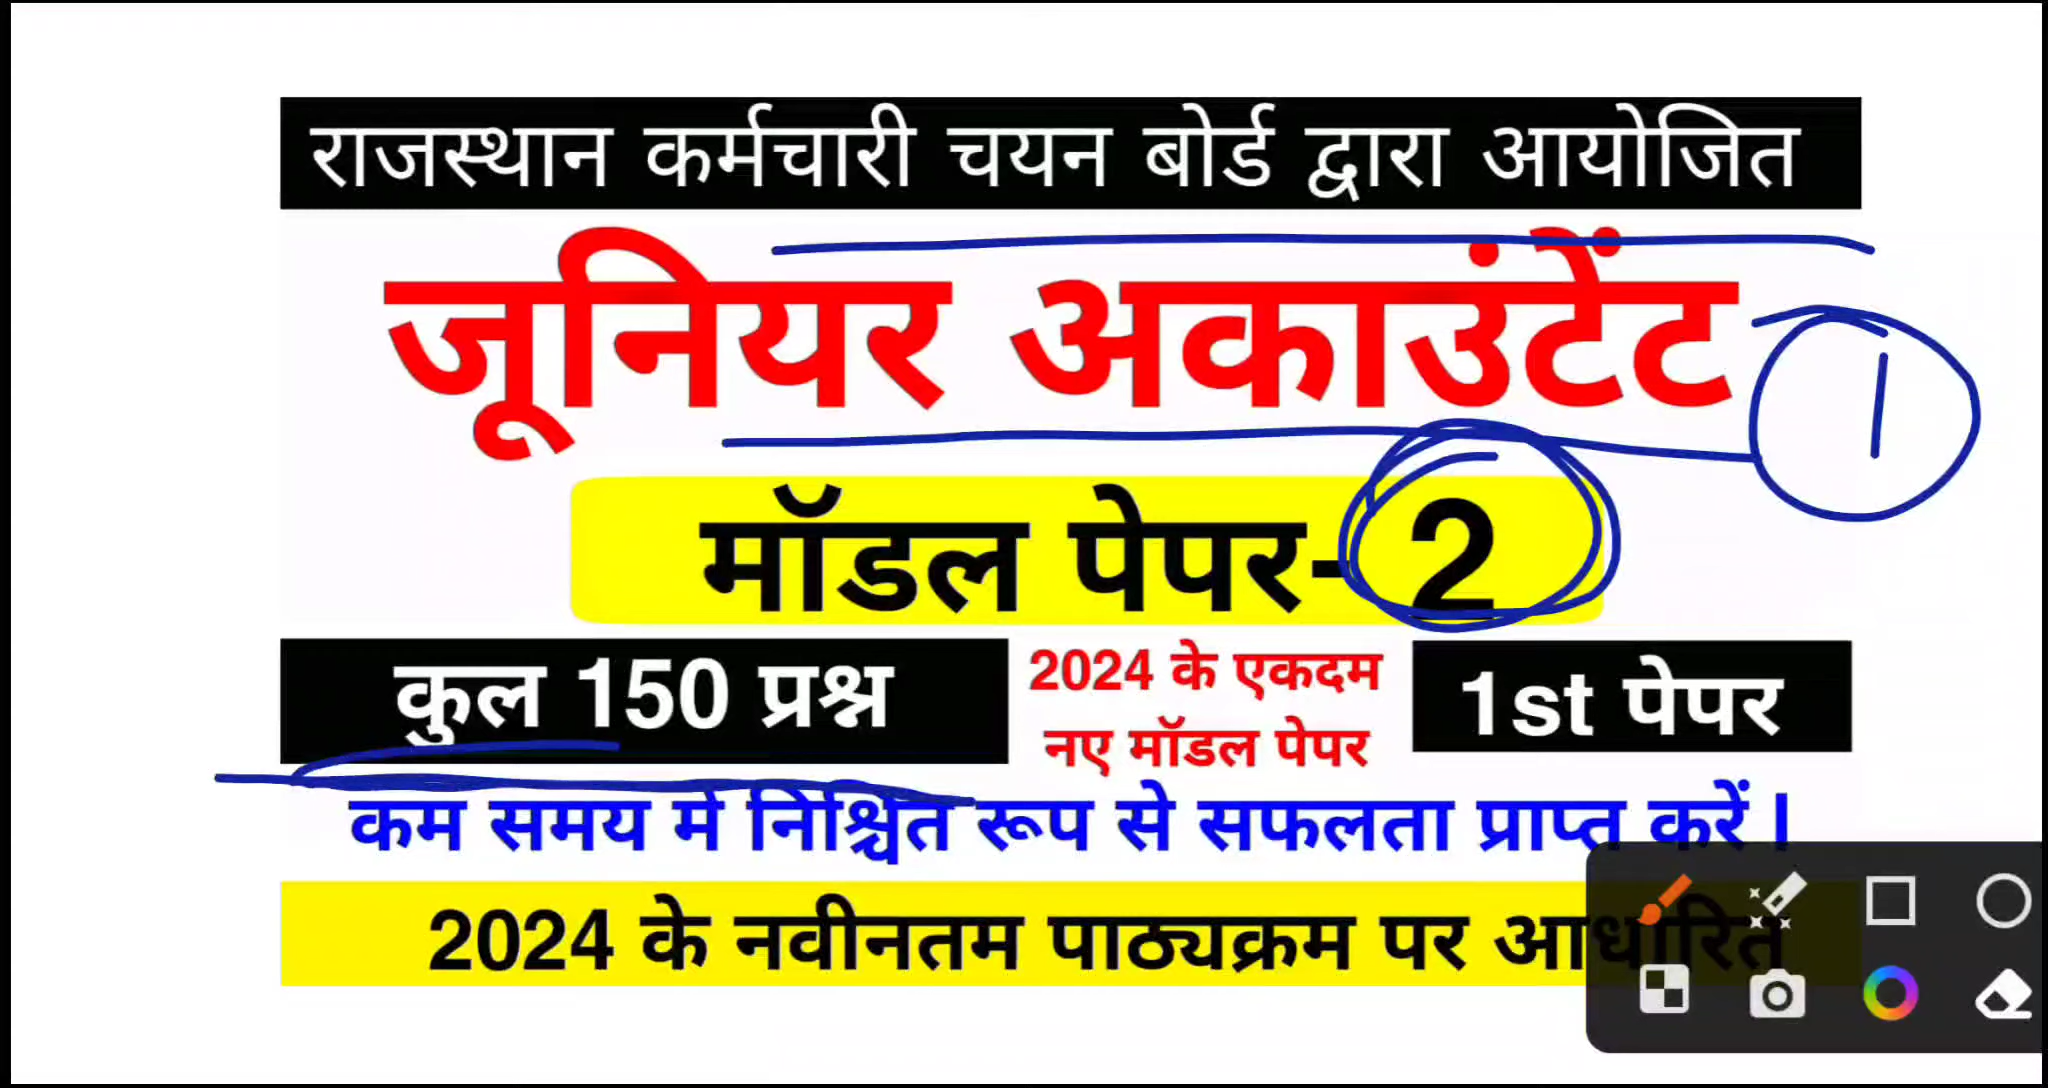 राजस्थान कर्मचारी चयन बोर्ड द्वारा आयोजित
जूनियर अकाउंटेंट
1
मॉडल पेपर- 2
कुल 150 प्रश्न
2024 के एकदम
नए मॉडल पेपर
1st पेपर
कम समय में निश्चित रूप से सफलता प्राप्त करें |
2024 के नवीनतम पाठ्यक्रम पर आधारित